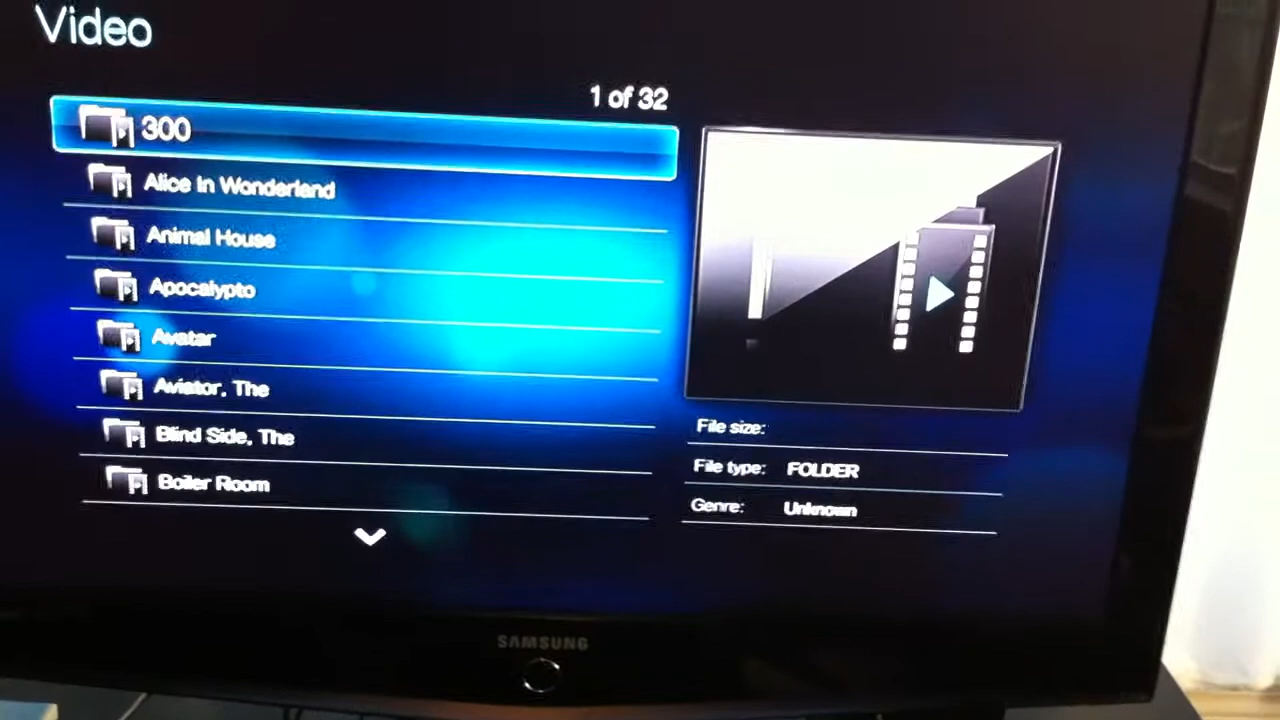 Video
1 of 32
300
Alice In Wonderland
Animal House
Apocalypto
Avatar
Aviator, The
Blind Side, The
Boiler Room
File size:
File type: FOLDER
Genre: Unknown
SAMSUNG